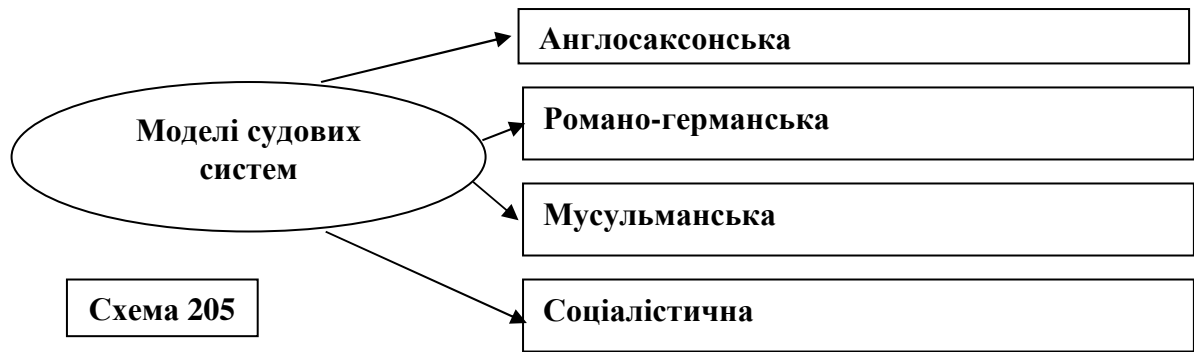 Англосаксонська
Моделі судових
систем
Романо-германська
Мусульманська
Соціалістична
Схема 205